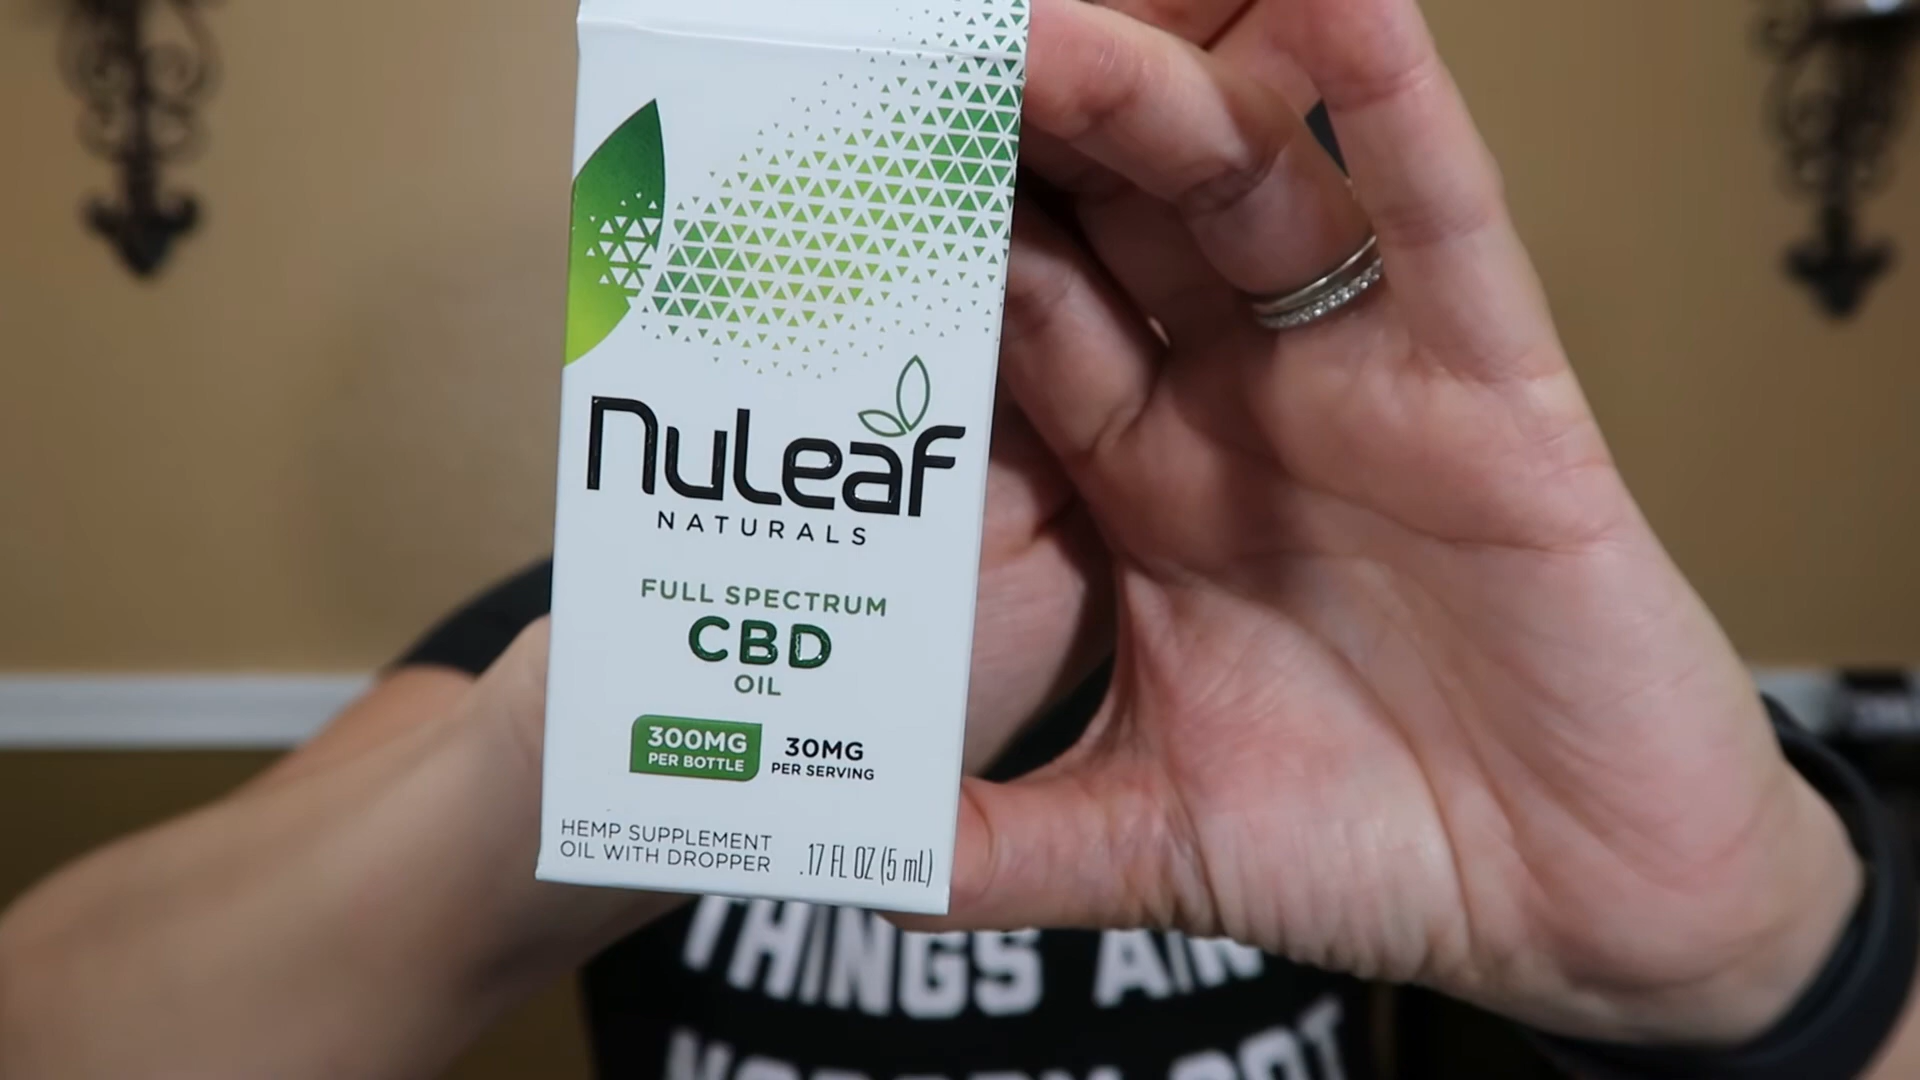 NuLeaf
NATURALS
FULL SPECTRUM
CBD
OIL
300MG
PER BOTTLE
30MG
PER SERVING
HEMP SUPPLEMENT
OIL WITH DROPPER
.17 FL OZ (5 mL)
THINGS AIN